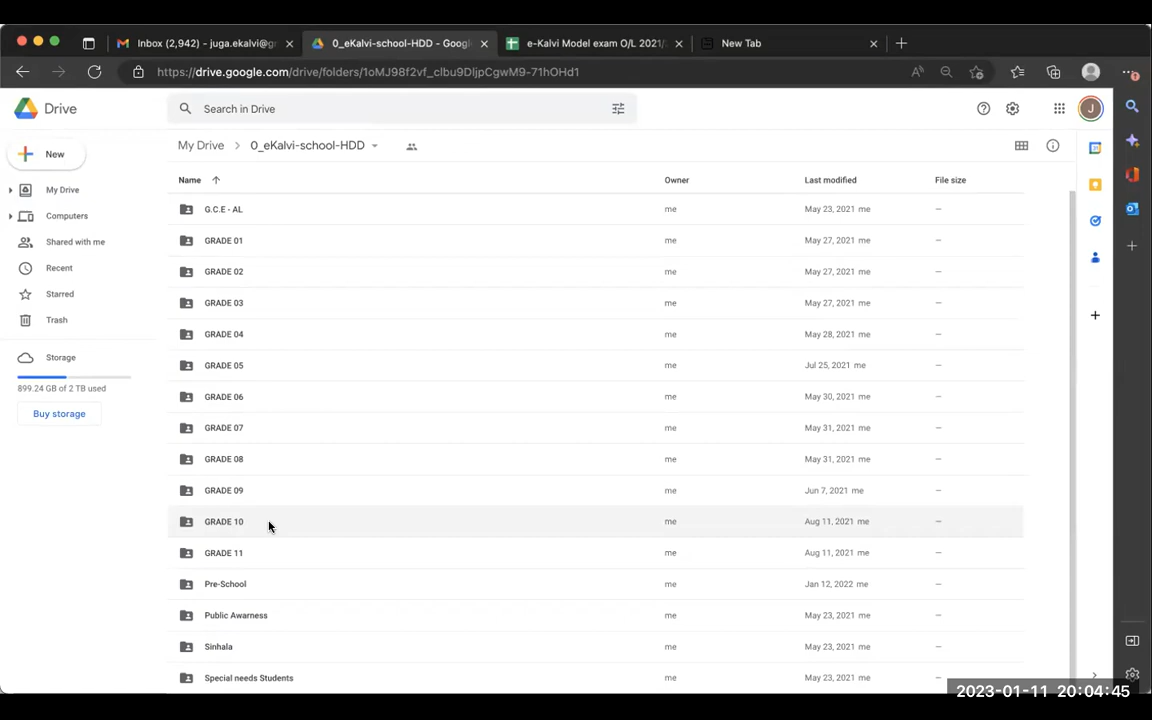 Inbox (2,942) - juga.ekalvi@gr
0_eKalvi-school-HDD - Googl
e-Kalvi Model exam O/L 2021/
New Tab
https://drive.google.com/drive/folders/1oMJ98f2vf_clbu9DljpCgwM9-71hOHd1
Drive
Search in Drive
J
New
My Drive > 0_eKalvi-school-HDD
Name Owner Last modified File size
My Drive
Computers
Shared with me
Recent
Starred
Trash
Storage
899.24 GB of 2 TB used
Buy storage
G.C.E - AL me May 23, 2021 me –
GRADE 01 me May 27, 2021 me –
GRADE 02 me May 27, 2021 me –
GRADE 03 me May 27, 2021 me –
GRADE 04 me May 28, 2021 me –
GRADE 05 me Jul 25, 2021 me –
GRADE 06 me May 30, 2021 me –
GRADE 07 me May 31, 2021 me –
GRADE 08 me May 31, 2021 me –
GRADE 09 me Jun 7, 2021 me –
GRADE 10 me Aug 11, 2021 me –
GRADE 11 me Aug 11, 2021 me –
Pre-School me Jan 12, 2022 me –
Public Awarness me May 23, 2021 me –
Sinhala me May 23, 2021 me –
Special needs Students me May 23, 2021 me –
2023-01-11 20:04:45